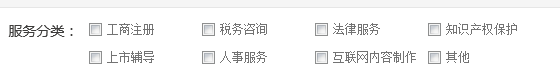 服务分类： 工商注册 税务咨询 法律服务 知识产权保护
上市辅导 人事服务 互联网内容制作 其他